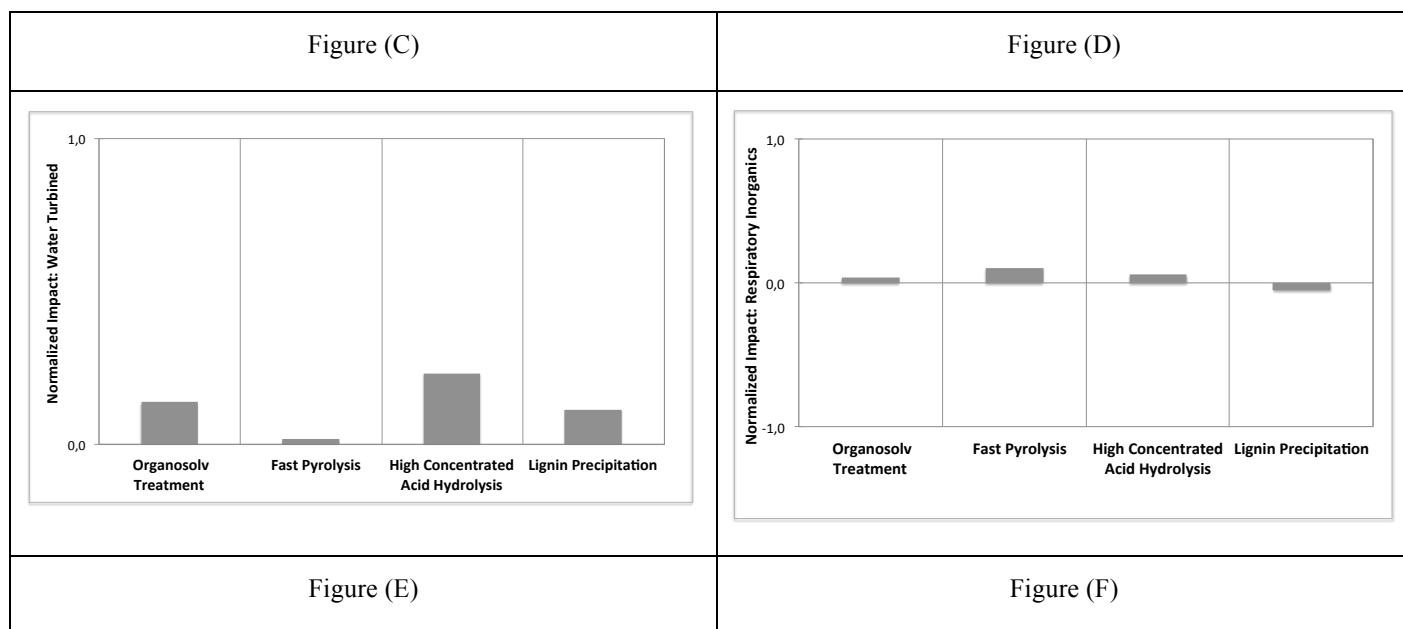 Figure (C)
Figure (D)
Normalized Impact: Water Turbined
1,0
0,0
Organosolv
Treatment
Fast Pyrolysis
High Concentrated
Acid Hydrolysis
Lignin Precipitation
Normalized Impact: Respiratory Inorganics
1,0
0,0
-1,0
Organosolv
Treatment
Fast Pyrolysis
High Concentrated
Acid Hydrolysis
Lignin Precipitation
Figure (E)
Figure (F)